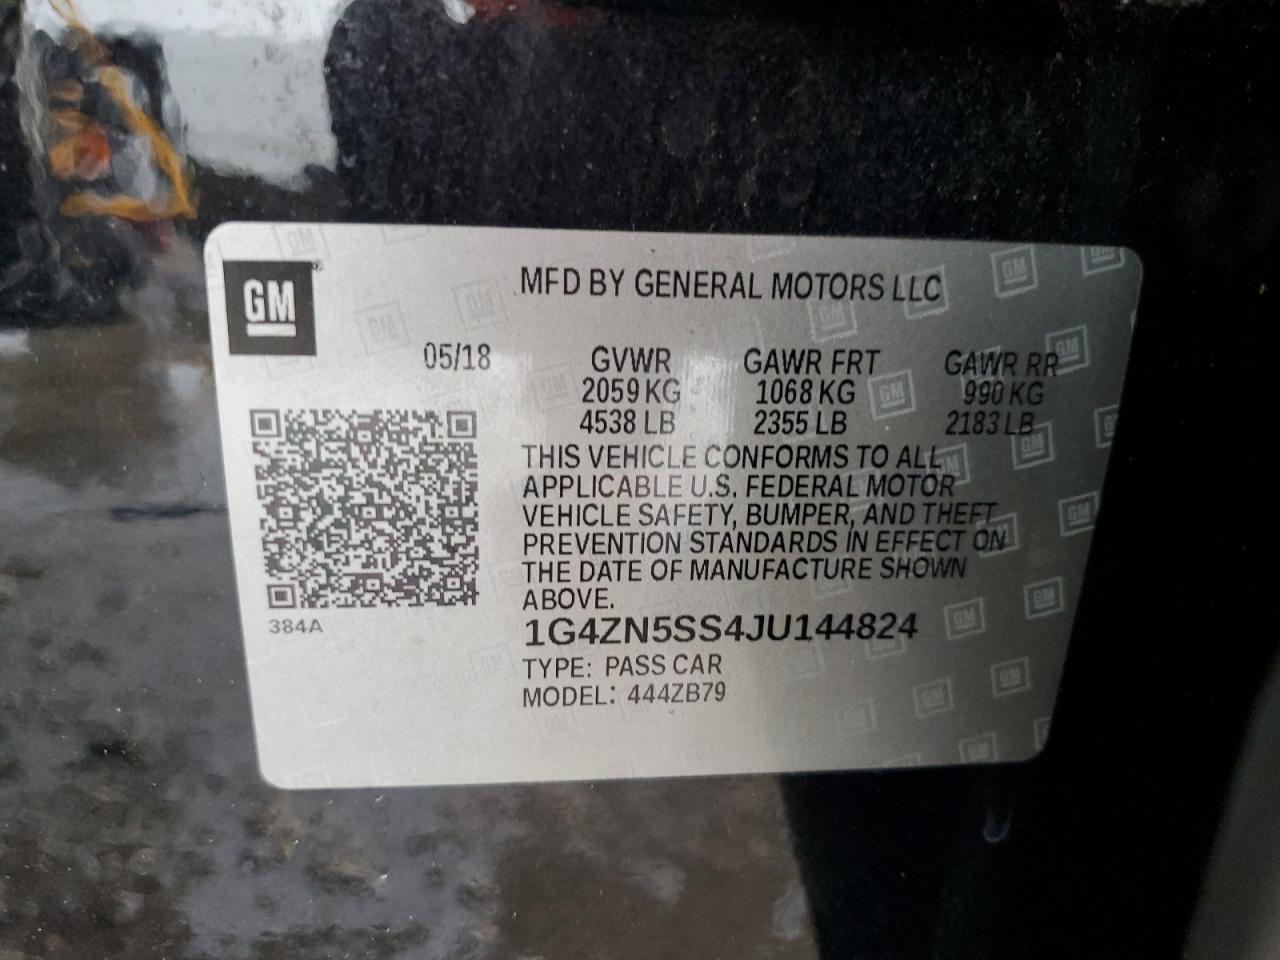 GM
MFD BY GENERAL MOTORS LLC
05/18
GVWR GAWR FRT GAWR RR
2059 KG 1068 KG 990 KG
4538 LB 2355 LB 2183 LB
THIS VEHICLE CONFORMS TO ALL
APPLICABLE U.S. FEDERAL MOTOR
VEHICLE SAFETY, BUMPER, AND THEFT
PREVENTION STANDARDS IN EFFECT ON
THE DATE OF MANUFACTURE SHOWN
ABOVE.
384A
1G4ZN5SS4JU144824
TYPE: PASS CAR
MODEL: 444ZB79